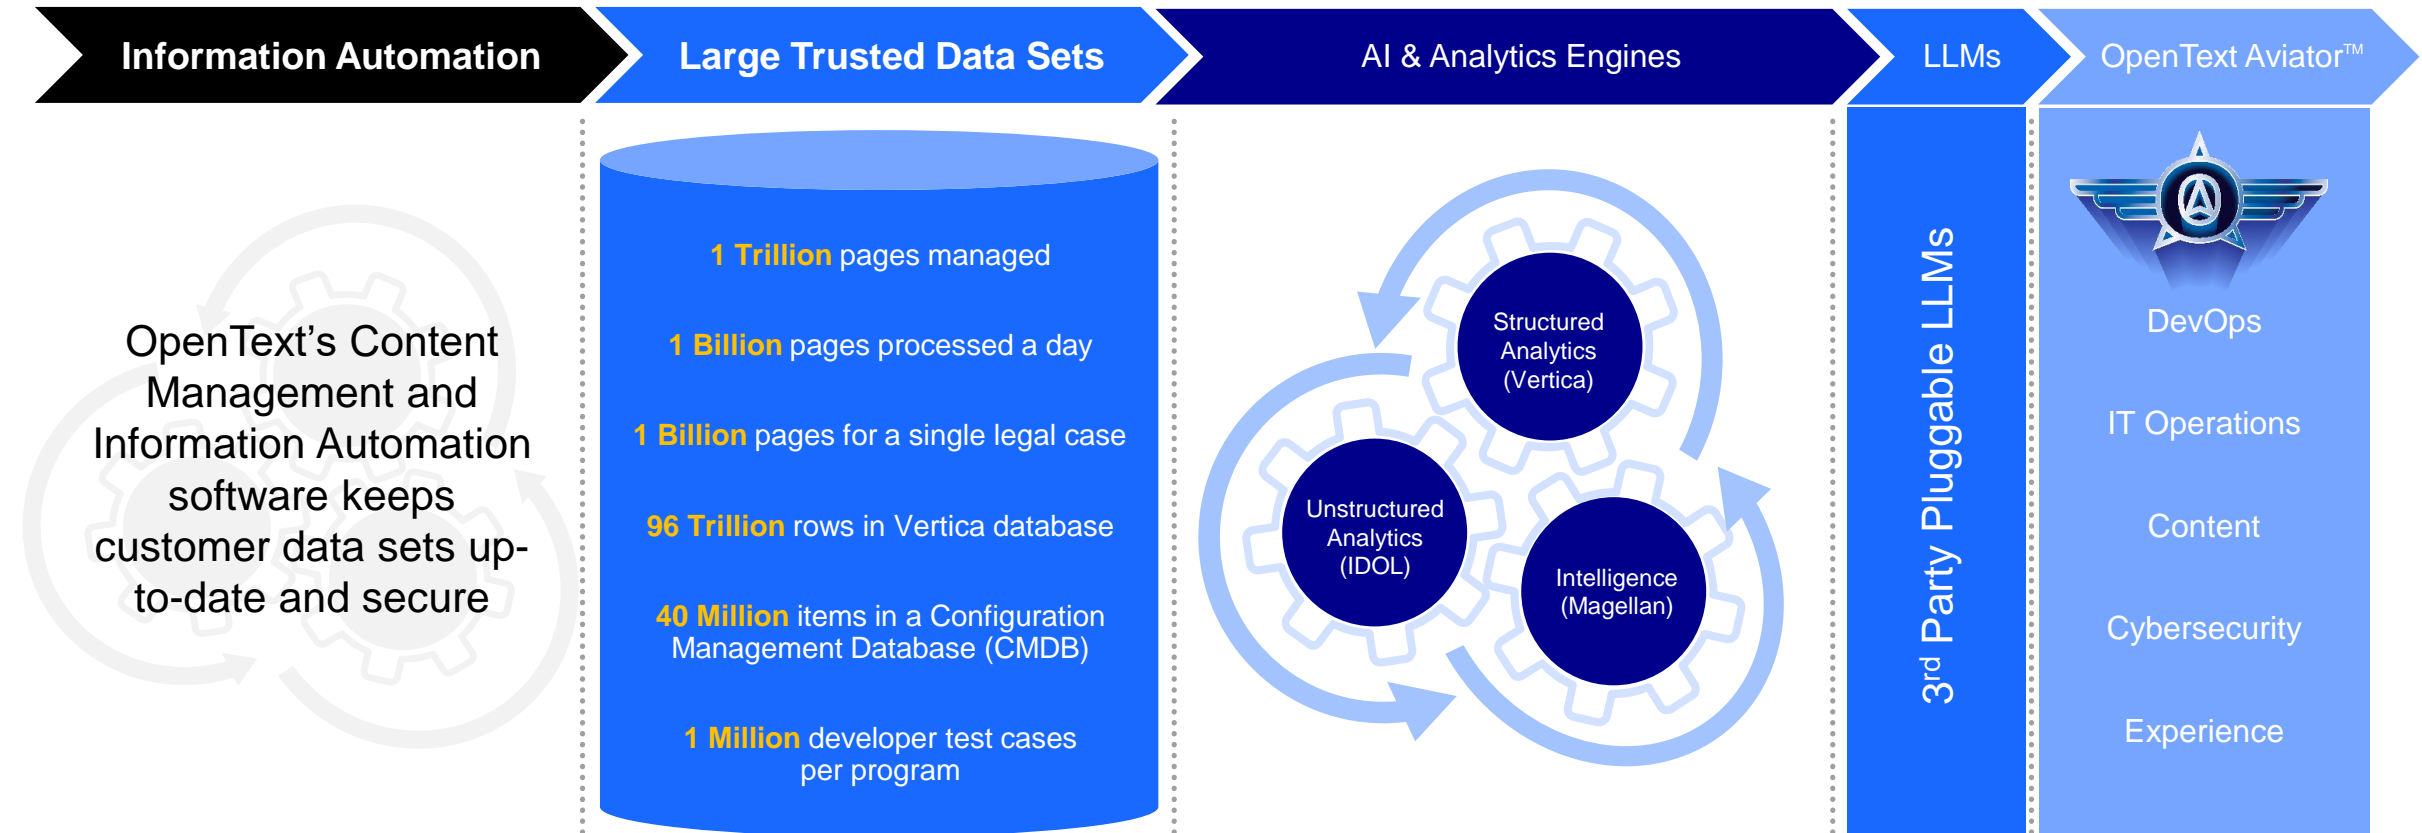 Information Automation
Large Trusted Data Sets
AI & Analytics Engines
LLMs
OpenText Aviator™
OpenText’s Content
Management and
Information Automation
software keeps
customer data sets up-
to-date and secure
1 Trillion pages managed
1 Billion pages processed a day
1 Billion pages for a single legal case
96 Trillion rows in Vertica database
40 Million items in a Configuration
Management Database (CMDB)
1 Million developer test cases
per program
Structured
Analytics
(Vertica)
Unstructured
Analytics
(IDOL)
Intelligence
(Magellan)
3rd Party Pluggable LLMs
DevOps
IT Operations
Content
Cybersecurity
Experience